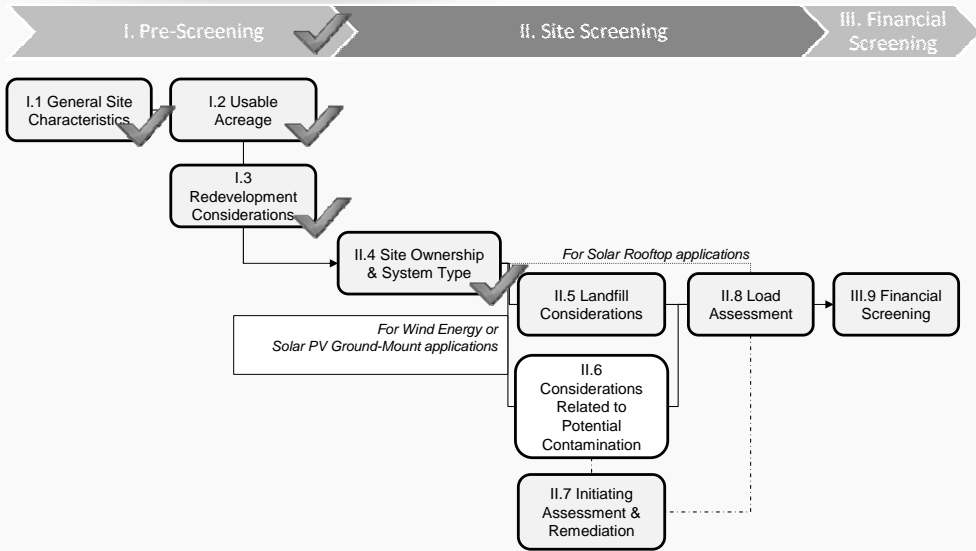 I. Pre-Screening
II. Site Screening
III. Financial
Screening
I.1 General Site
Characteristics
I.2 Usable
Acreage
I.3
Redevelopment
Considerations
II.4 Site Ownership
& System Type
For Solar Rooftop applications
For Wind Energy or
Solar PV Ground-Mount applications
II.5 Landfill
Considerations
II.8 Load
Assessment
III.9 Financial
Screening
II.6
Considerations
Related to
Potential
Contamination
II.7 Initiating
Assessment &
Remediation